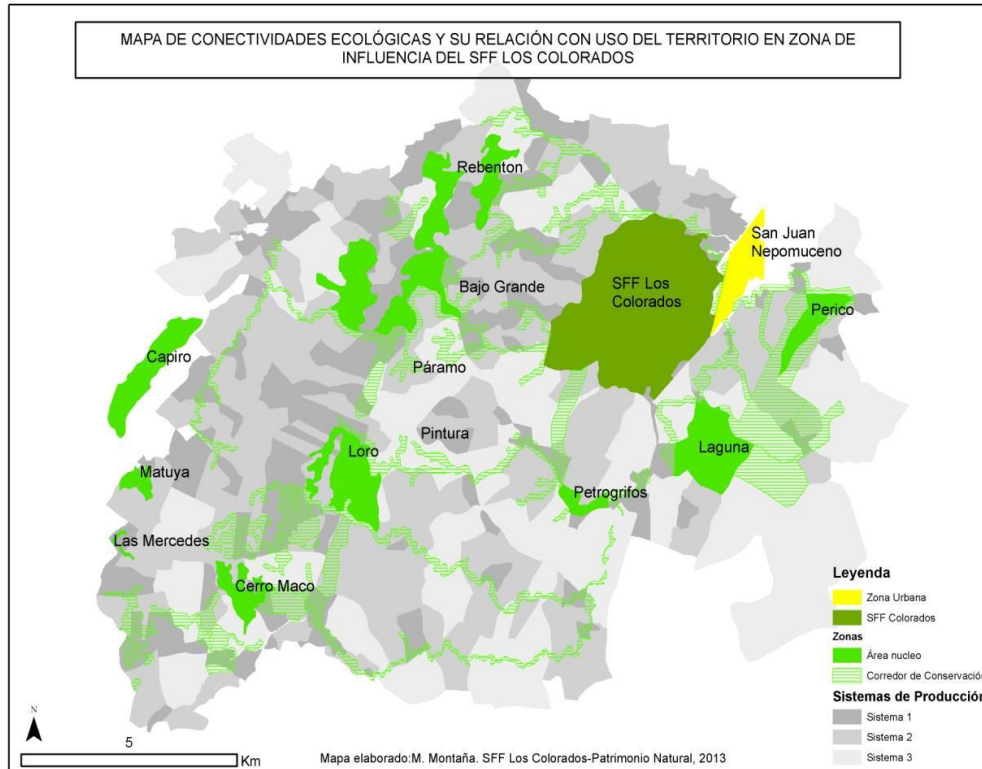 MAPA DE CONECTIVIDADES ECOLÓGICAS Y SU RELACIÓN CON USO DEL TERRITORIO EN ZONA DE
INFLUENCIA DEL SFF LOS COLORADOS
Rebenton
San Juan
Nepomuceno
SFF Los
Colorados
Bajo Grande
Perico
Capiro
Páramo
Pintura
Loro
Laguna
Matuya
Petrogrifos
Las Mercedes
Cerro Maco
Leyenda
Zona Urbana
SFF Colorados
Zonas
Área nucleo
Corredor de Conservación
Sistemas de Producción
Sistema 1
Sistema 2
Sistema 3
N
5
Km
Mapa elaborado:M. Montaña. SFF Los Colorados-Patrimonio Natural, 2013